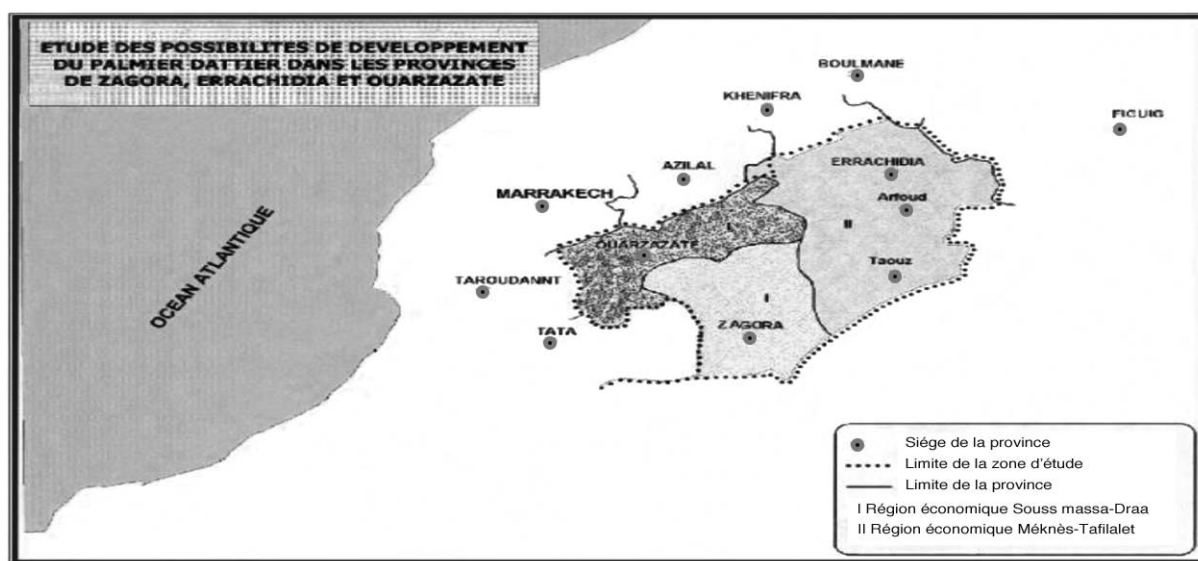 ETUDE DES POSSIBILITES DE DEVELOPPEMENT
DU PALMIER DATTIER DANS LES PROVINCES
DE ZAGORA, ERRACHIDIA ET OUARZAZATE
BOULMANE
KHENIFRA
FIGUIG
AZILAL
ERRACHIDIA
MARRAKECH
Arfoud
I
II
OUARZAZATE
OCEAN ATLANTIQUE
Taouz
TAROUDANNT
I
ZAGORA
TATA
Siége de la province
Limite de la zone d'étude
Limite de la province
I Région économique Souss massa-Draa
II Région économique Méknès-Tafilalet